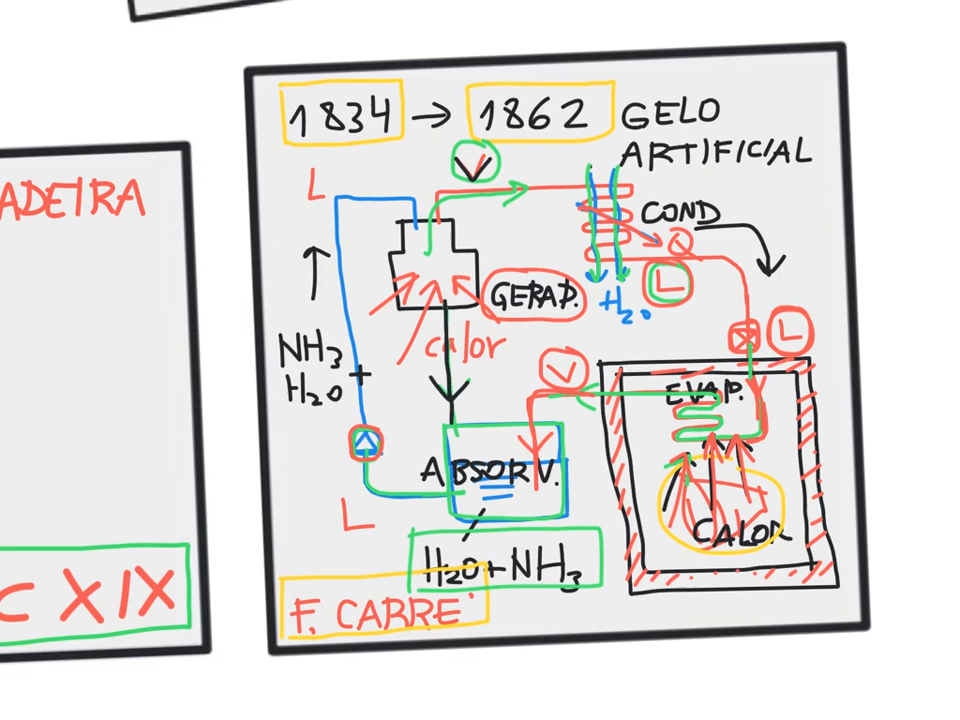 ADEIRA
C XIX
1834 → 1862 GELO
ARTIFICIAL
V
L
COND
Q
GERAD.
L
H2O
calor
NH3
+
H2O
V
L
EVAP.
ABSORV.
CALOR
L
H2O+NH3
F. CARRE'